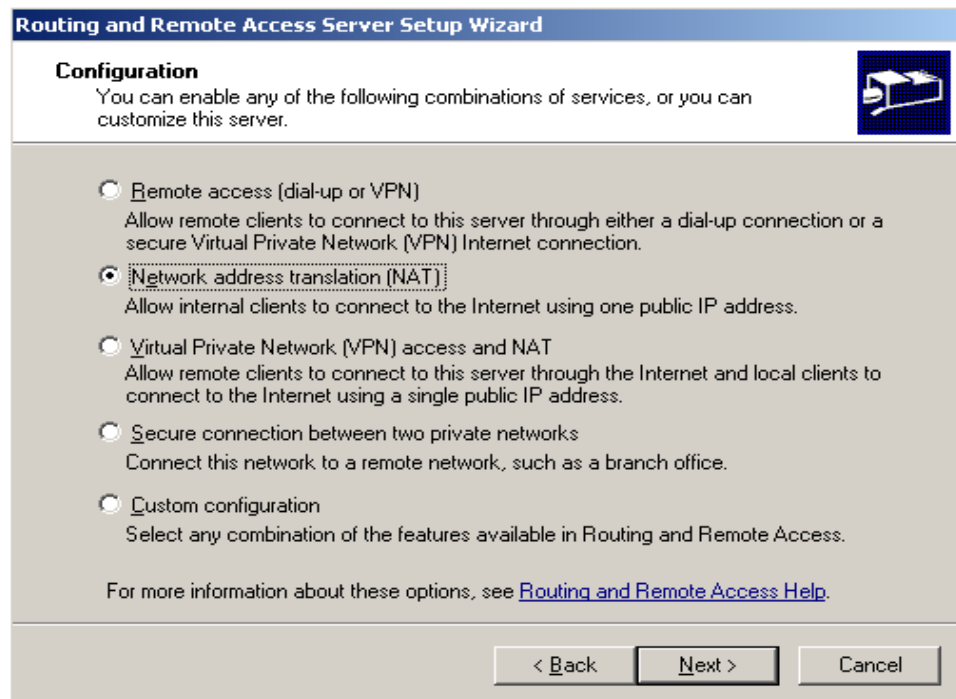 Routing and Remote Access Server Setup Wizard
Configuration
You can enable any of the following combinations of services, or you can
customize this server.
Remote access (dial-up or VPN)
Allow remote clients to connect to this server through either a dial-up connection or a
secure Virtual Private Network (VPN) Internet connection.
Network address translation (NAT)
Allow internal clients to connect to the Internet using one public IP address.
Virtual Private Network (VPN) access and NAT
Allow remote clients to connect to this server through the Internet and local clients to
connect to the Internet using a single public IP address.
Secure connection between two private networks
Connect this network to a remote network, such as a branch office.
Custom configuration
Select any combination of the features available in Routing and Remote Access.
For more information about these options, see Routing and Remote Access Help.
< Back Next > Cancel